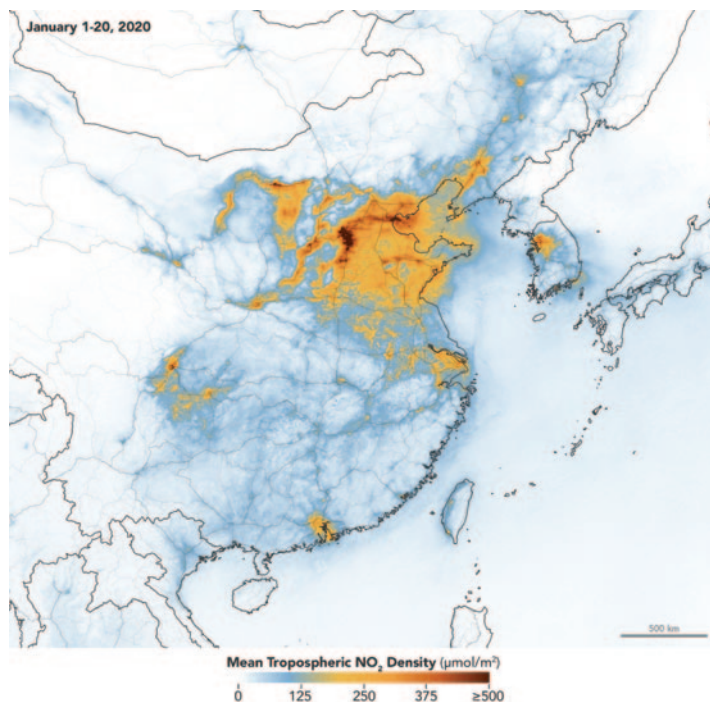 January 1-20, 2020
500 km
Mean Tropospheric NO₂ Density (μmol/m²)
0 125 250 375 ≥500